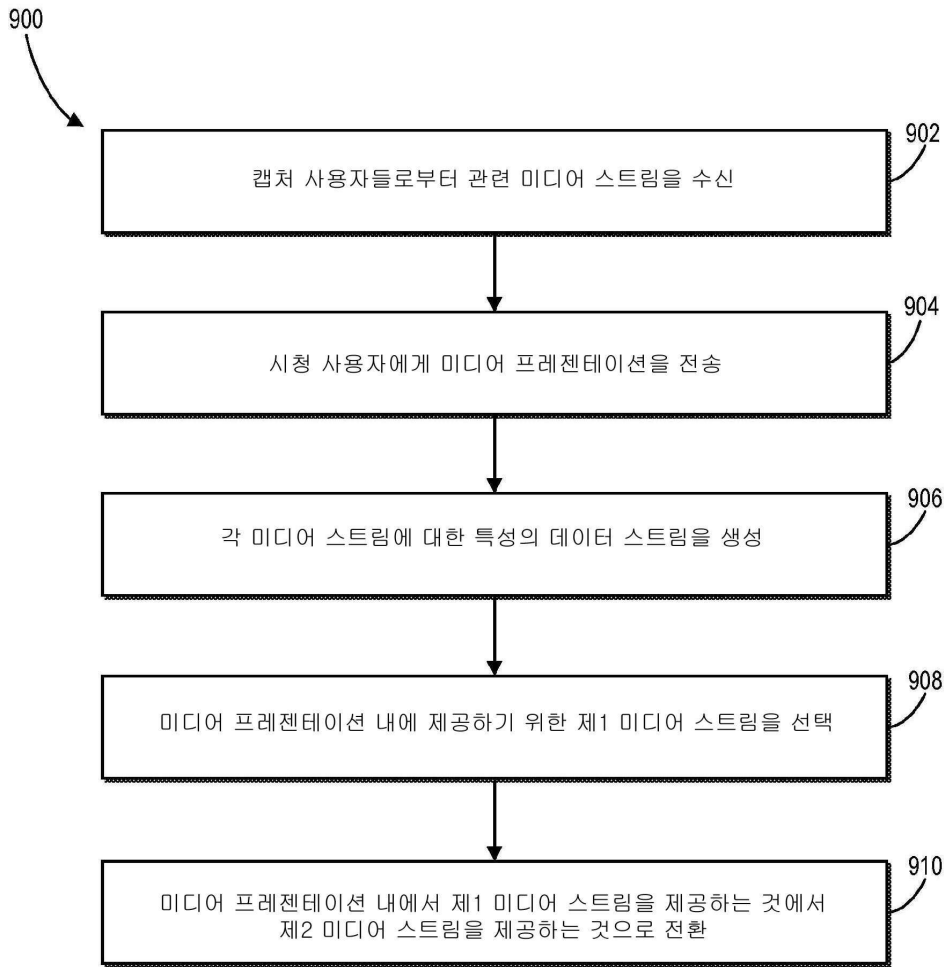 900
902
캡처 사용자들로부터 관련 미디어 스트림을 수신
904
시청 사용자에게 미디어 프레젠테이션을 전송
906
각 미디어 스트림에 대한 특성의 데이터 스트림을 생성
908
미디어 프레젠테이션 내에 제공하기 위한 제1 미디어 스트림을 선택
910
미디어 프레젠테이션 내에서 제1 미디어 스트림을 제공하는 것에서
제2 미디어 스트림을 제공하는 것으로 전환